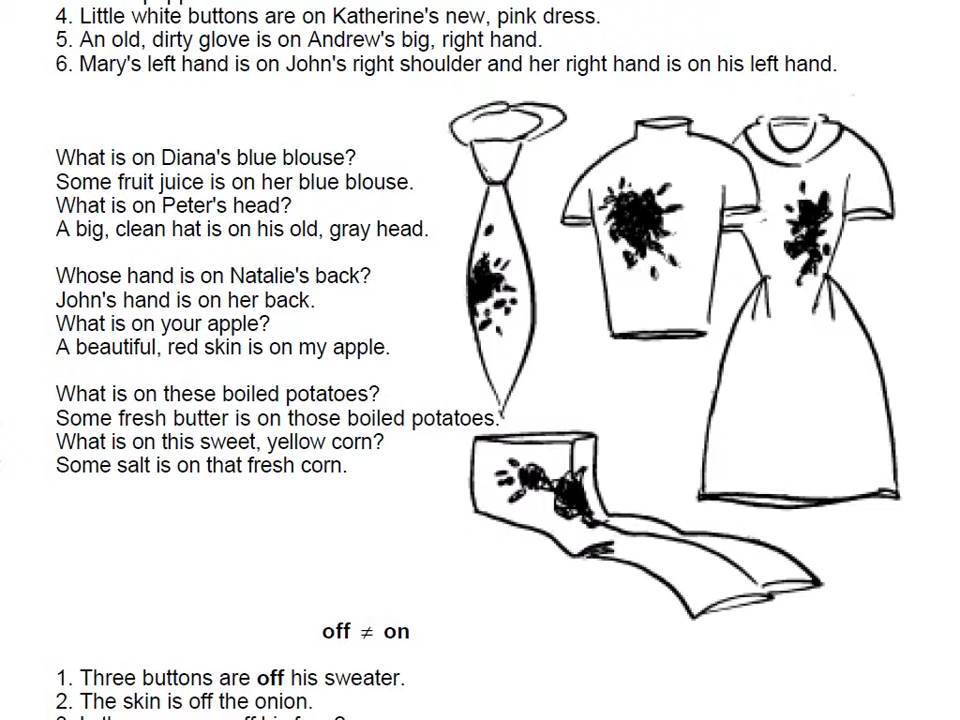 4. Little white buttons are on Katherine's new, pink dress.
5. An old, dirty glove is on Andrew's big, right hand.
6. Mary's left hand is on John's right shoulder and her right hand is on his left hand.
What is on Diana's blue blouse?
Some fruit juice is on her blue blouse.
What is on Peter's head?
A big, clean hat is on his old, gray head.
Whose hand is on Natalie's back?
John's hand is on her back.
What is on your apple?
A beautiful, red skin is on my apple.
What is on these boiled potatoes?
Some fresh butter is on those boiled potatoes.
What is on this sweet, yellow corn?
Some salt is on that fresh corn.
off ≠ on
1. Three buttons are off his sweater.
2. The skin is off the onion.